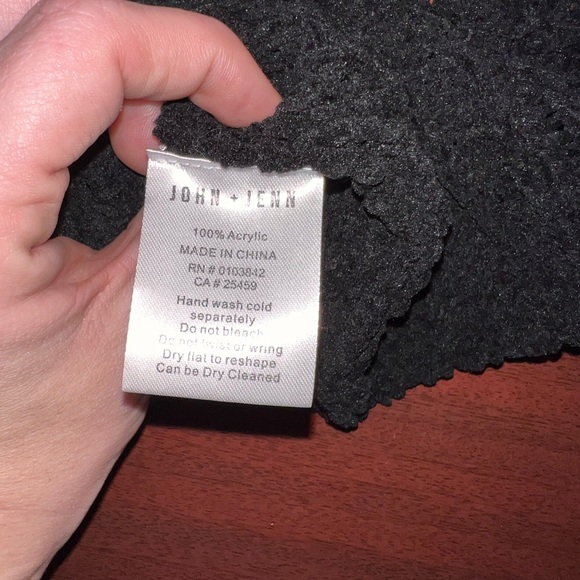 JOHN + JENN
100% Acrylic
MADE IN CHINA
RN # 0103842
CA # 25459
Hand wash cold
separately
Do not bleach
Do not twist or wring
Dry flat to reshape
Can be Dry Cleaned